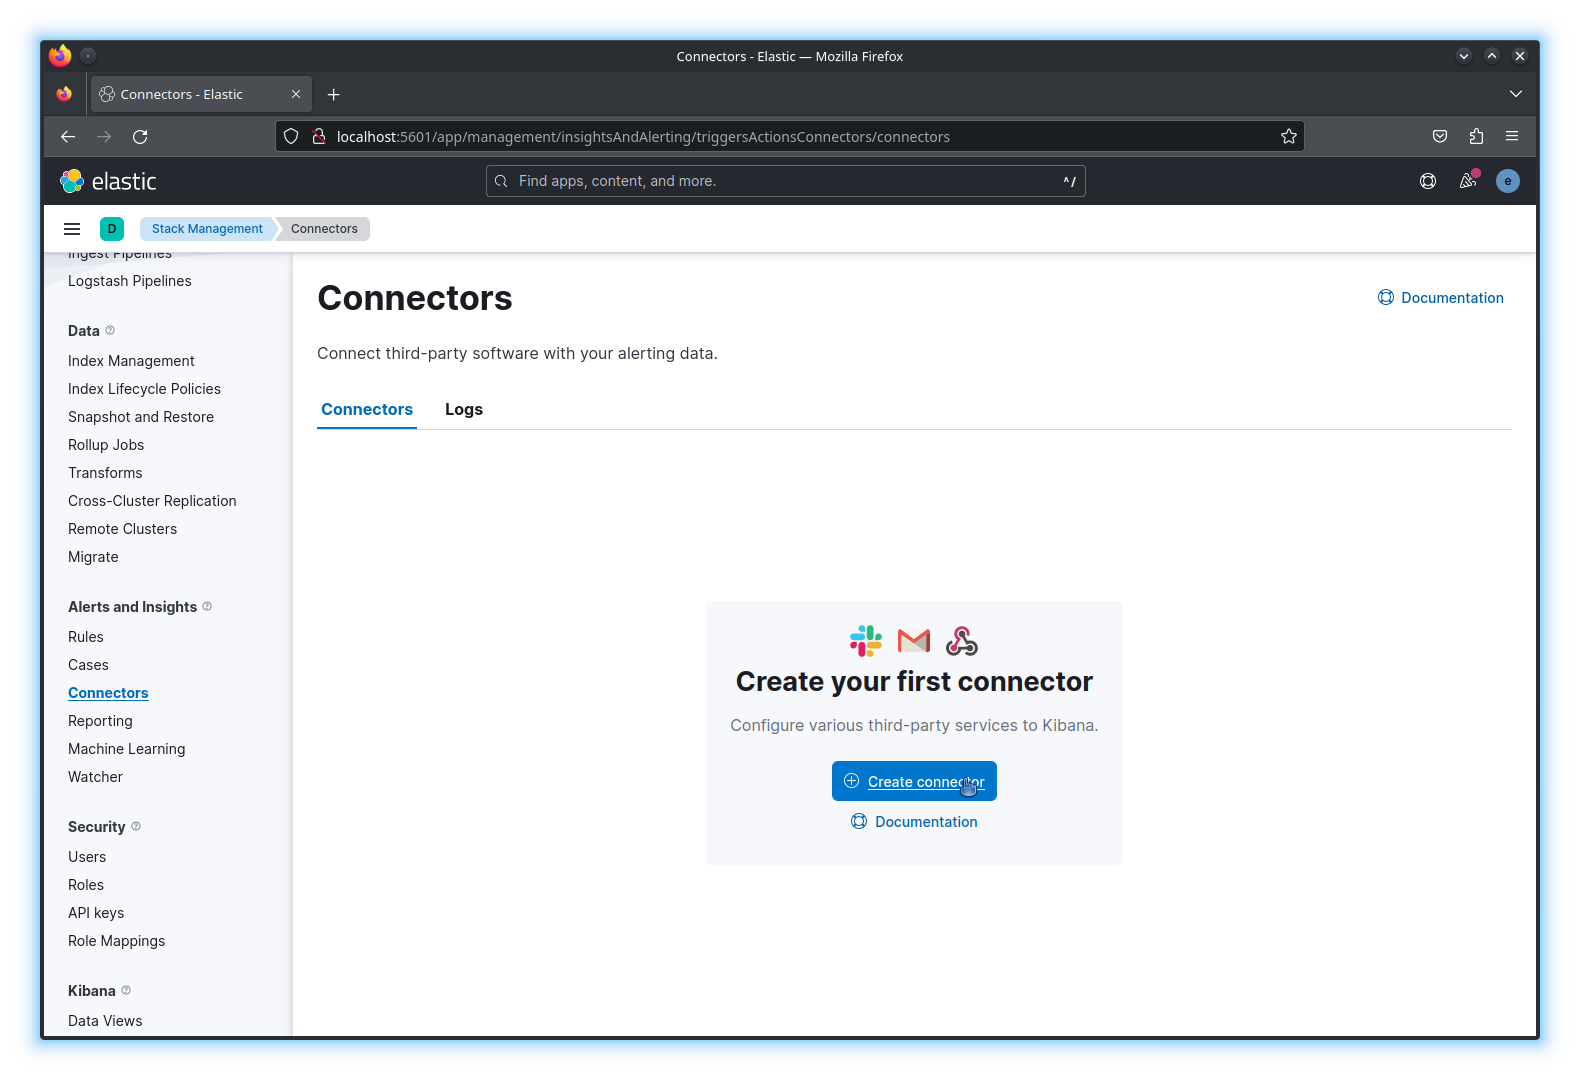 Connectors - Elastic — Mozilla Firefox
Connectors - Elastic
localhost:5601/app/management/insightsAndAlerting/triggersActionsConnectors/connectors
elastic
Find apps, content, and more.
^/
e
D
Stack Management
Connectors
Ingest Pipelines
Logstash Pipelines
Data
Index Management
Index Lifecycle Policies
Snapshot and Restore
Rollup Jobs
Transforms
Cross-Cluster Replication
Remote Clusters
Migrate
Alerts and Insights
Rules
Cases
Connectors
Reporting
Machine Learning
Watcher
Security
Users
Roles
API keys
Role Mappings
Kibana
Data Views
Connectors
Documentation
Connect third-party software with your alerting data.
Connectors
Logs
Create your first connector
Configure various third-party services to Kibana.
Create connector
Documentation